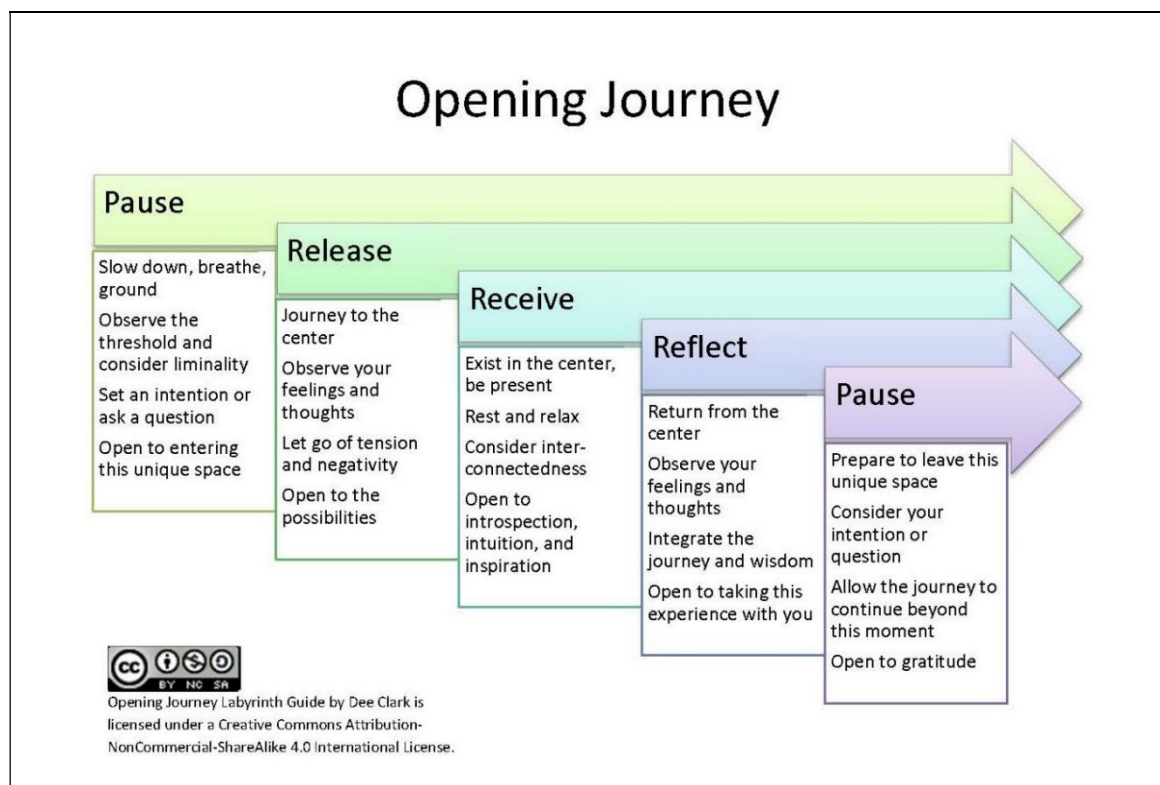 Opening Journey
Pause
Slow down, breathe,
ground
Observe the
threshold and
consider liminality
Set an intention or
ask a question
Open to entering
this unique space
Release
Journey to the
center
Observe your
feelings and
thoughts
Let go of tension
and negativity
Open to the
possibilities
Receive
Exist in the center,
be present
Rest and relax
Consider inter-
connectedness
Open to
introspection,
intuition, and
inspiration
Reflect
Return from the
center
Observe your
feelings and
thoughts
Integrate the
journey and wisdom
Open to taking this
experience with you
Pause
Prepare to leave this
unique space
Consider your
intention or
question
Allow the journey to
continue beyond
this moment
Open to gratitude
cc
BY NC SA
Opening Journey Labyrinth Guide by Dee Clark is
licensed under a Creative Commons Attribution-
NonCommercial-ShareAlike 4.0 International License.